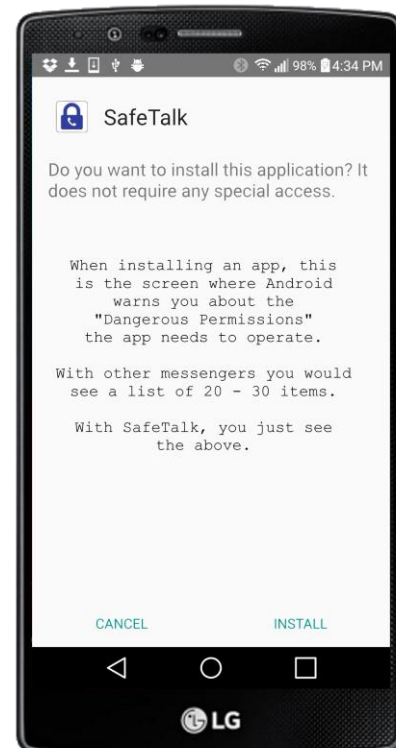 98% 4:34 PM
SafeTalk
Do you want to install this application? It
does not require any special access.
When installing an app, this
is the screen where Android
warns you about the
"Dangerous Permissions"
the app needs to operate.
With other messengers you would
see a list of 20 - 30 items.
With SafeTalk, you just see
the above.
CANCEL INSTALL
LG